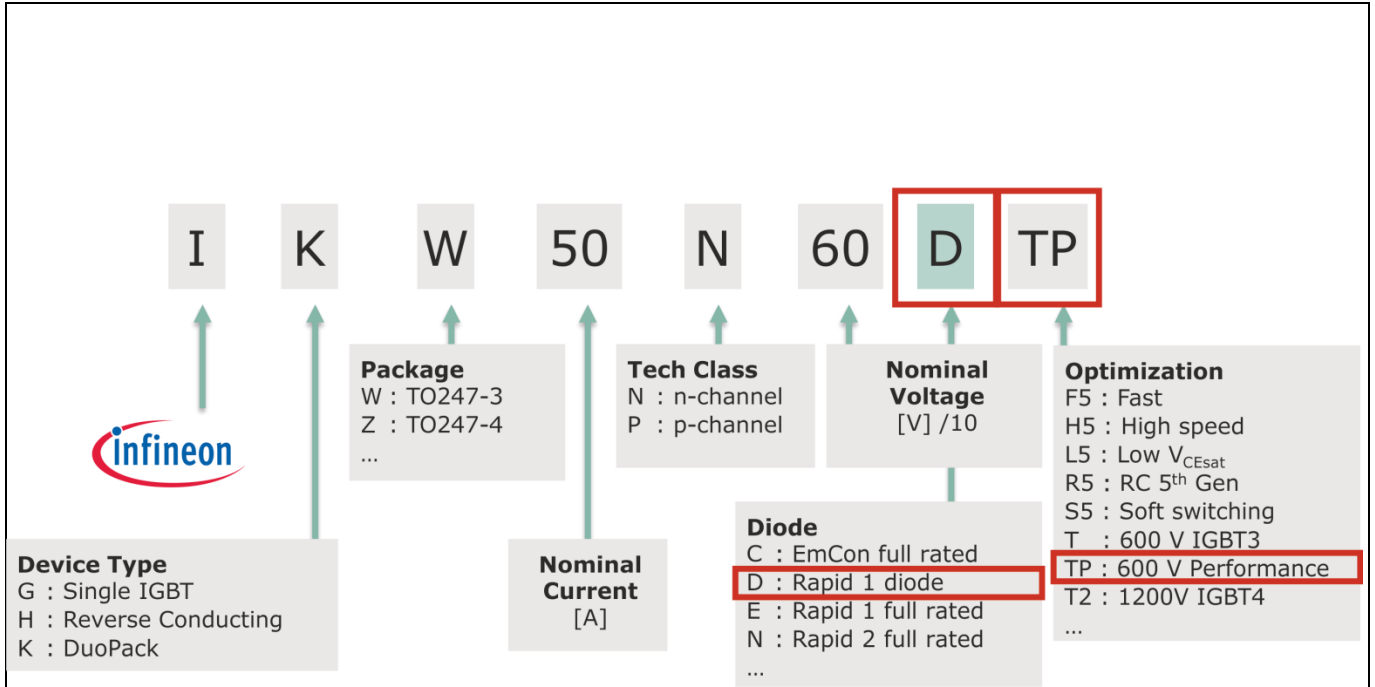 I K W 50 N 60 D TP
infineon
Device Type
G : Single IGBT
H : Reverse Conducting
K : DuoPack
Package
W : TO247-3
Z : TO247-4
...
Nominal
Current
[A]
Tech Class
N : n-channel
P : p-channel
Nominal
Voltage
[V] /10
Diode
C : EmCon full rated
D : Rapid 1 diode
E : Rapid 1 full rated
N : Rapid 2 full rated
...
Optimization
F5 : Fast
H5 : High speed
L5 : Low VCEsat
R5 : RC 5th Gen
S5 : Soft switching
T : 600 V IGBT3
TP : 600 V Performance
T2 : 1200V IGBT4
...